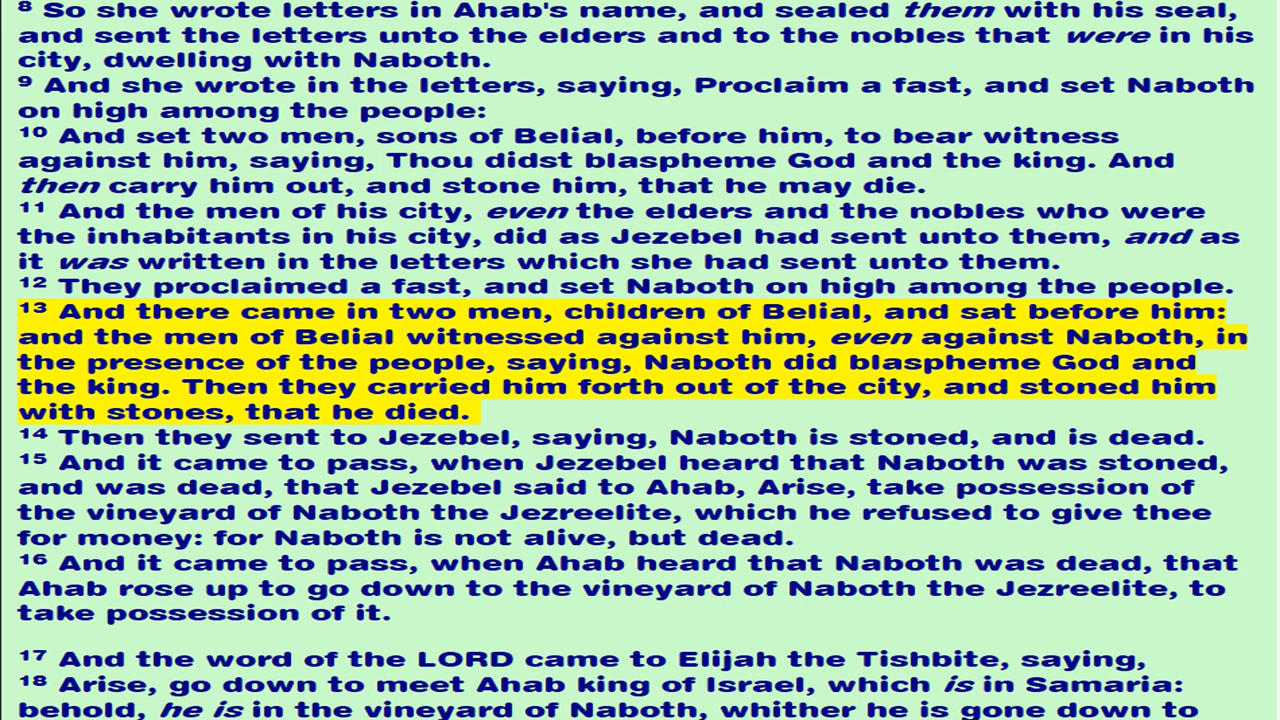 8 So she wrote letters in Ahab's name, and sealed them with his seal,
and sent the letters unto the elders and to the nobles that were in his
city, dwelling with Naboth.
9 And she wrote in the letters, saying, Proclaim a fast, and set Naboth
on high among the people:
10 And set two men, sons of Belial, before him, to bear witness
against him, saying, Thou didst blaspheme God and the king. And
then carry him out, and stone him, that he may die.
11 And the men of his city, even the elders and the nobles who were
the inhabitants in his city, did as Jezebel had sent unto them, and as
it was written in the letters which she had sent unto them.
12 They proclaimed a fast, and set Naboth on high among the people.
13 And there came in two men, children of Belial, and sat before him:
and the men of Belial witnessed against him, even against Naboth, in
the presence of the people, saying, Naboth did blaspheme God and
the king. Then they carried him forth out of the city, and stoned him
with stones, that he died.
14 Then they sent to Jezebel, saying, Naboth is stoned, and is dead.
15 And it came to pass, when Jezebel heard that Naboth was stoned,
and was dead, that Jezebel said to Ahab, Arise, take possession of
the vineyard of Naboth the Jezreelite, which he refused to give thee
for money: for Naboth is not alive, but dead.
16 And it came to pass, when Ahab heard that Naboth was dead, that
Ahab rose up to go down to the vineyard of Naboth the Jezreelite, to
take possession of it.
17 And the word of the LORD came to Elijah the Tishbite, saying,
18 Arise, go down to meet Ahab king of Israel, which is in Samaria:
behold, he is in the vineyard of Naboth, whither he is gone down to